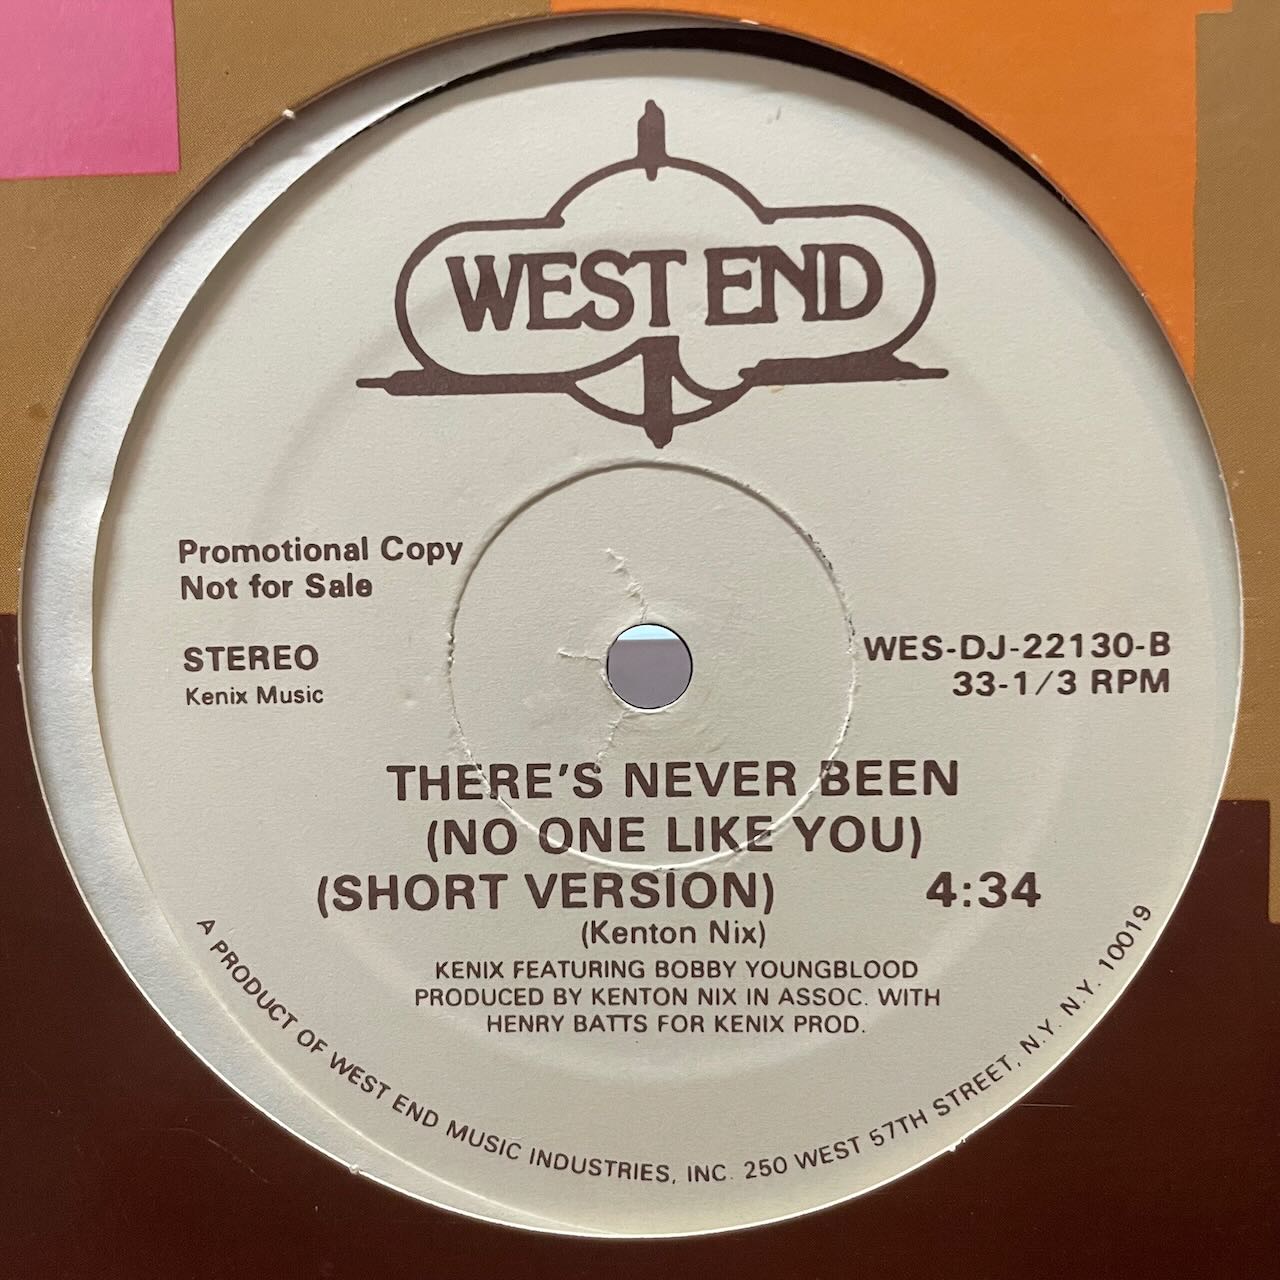 WEST END
Promotional Copy
Not for Sale
STEREO
Kenix Music
WES-DJ-22130-B
33-1/3 RPM
THERE'S NEVER BEEN
(NO ONE LIKE YOU)
(SHORT VERSION) 4:34
(Kenton Nix)
KENIX FEATURING BOBBY YOUNGBLOOD
PRODUCED BY KENTON NIX IN ASSOC. WITH
HENRY BATTS FOR KENIX PROD.
A PRODUCT OF WEST END MUSIC INDUSTRIES, INC. 250 WEST 57TH STREET, N.Y. N.Y. 10019